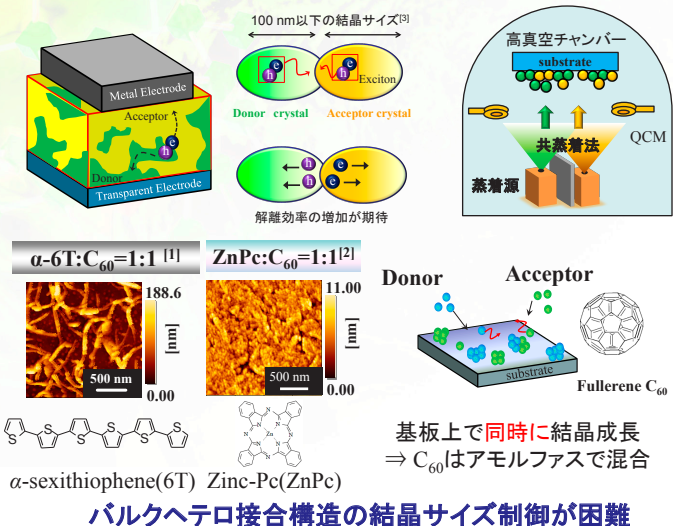 100 nm以下の結晶サイズ[3]
Metal Electrode
Acceptor
e
h
Donor
Transparent Electrode
e
h
e
h
Exciton
Donor crystal
Acceptor crystal
h
h
e
e
解離効率の増加が期待
高真空チャンバー
substrate
QCM
共蒸着法
蒸着源
α-6T:C60=1:1 [1]
188.6
[nm]
0.00
500 nm
S
S
S
S
S
S
α-sexithiophene(6T)
ZnPc:C60=1:1[2]
11.00
[nm]
0.00
500 nm
N
N
N
N
Zn
N
N
N
N
Zinc-Pc(ZnPc)
Donor
Acceptor
substrate
Fullerene C60
基板上で同時に結晶成長
⇒ C60はアモルファスで混合
バルクヘテロ接合構造の結晶サイズ制御が困難